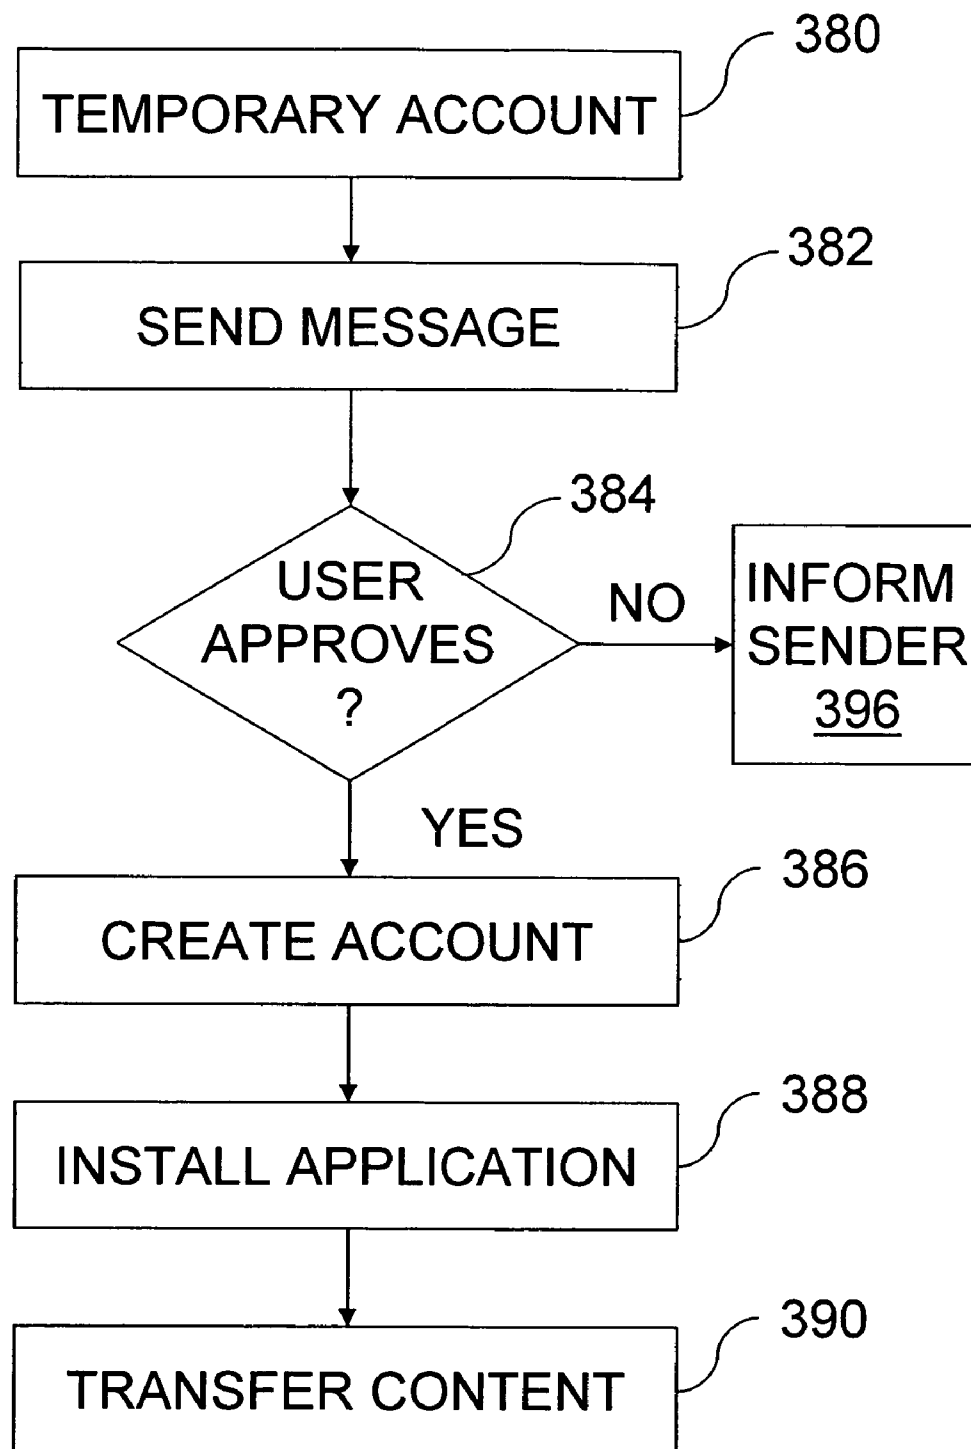 380
TEMPORARY ACCOUNT
382
SEND MESSAGE
384
USER
APPROVES
?
NO
INFORM
SENDER
396
YES
386
CREATE ACCOUNT
388
INSTALL APPLICATION
390
TRANSFER CONTENT